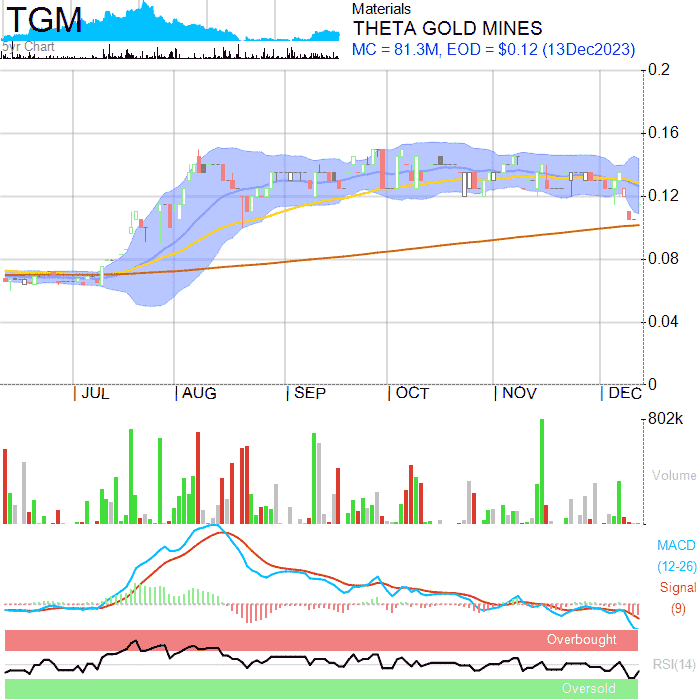 TGM
5yr Chart
Materials
THETA GOLD MINES
MC = 81.3M, EOD = $0.12 (13Dec2023)
0.2
0.16
0.12
0.08
0.04
0
JUL AUG SEP OCT NOV DEC
802k
Volume
MACD
(12-26)
Signal
(9)
Overbought
RSI(14)
Oversold